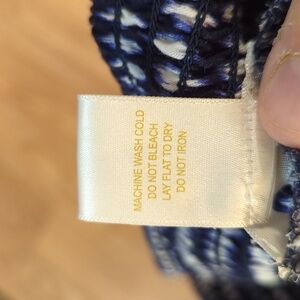 MACHINE WASH COLD
DO NOT BLEACH
LAY FLAT TO DRY
DO NOT IRON